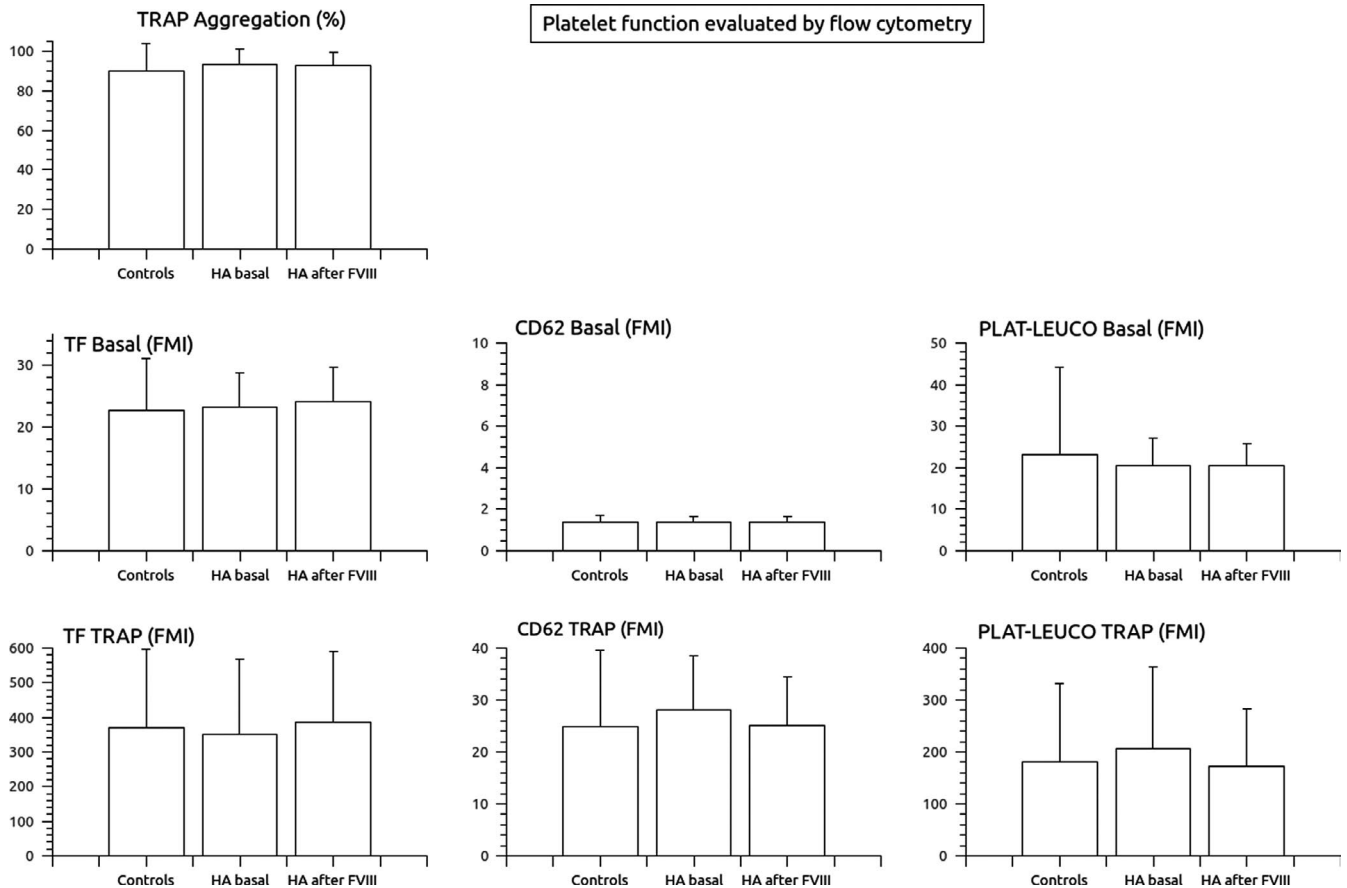 TRAP Aggregation (%)
Platelet function evaluated by flow cytometry
100
80
60
40
20
0
Controls HA basal HA after FVIII
TF Basal (FMI)
30
20
10
0
Controls HA basal HA after FVIII
CD62 Basal (FMI)
10
8
6
4
2
0
Controls HA basal HA after FVIII
PLAT-LEUCO Basal (FMI)
50
40
30
20
10
0
Controls HA basal HA after FVIII
TF TRAP (FMI)
600
500
400
300
200
100
0
Controls HA basal HA after FVIII
CD62 TRAP (FMI)
40
30
20
10
0
Controls HA basal HA after FVIII
PLAT-LEUCO TRAP (FMI)
400
300
200
100
0
Controls HA basal HA after FVIII